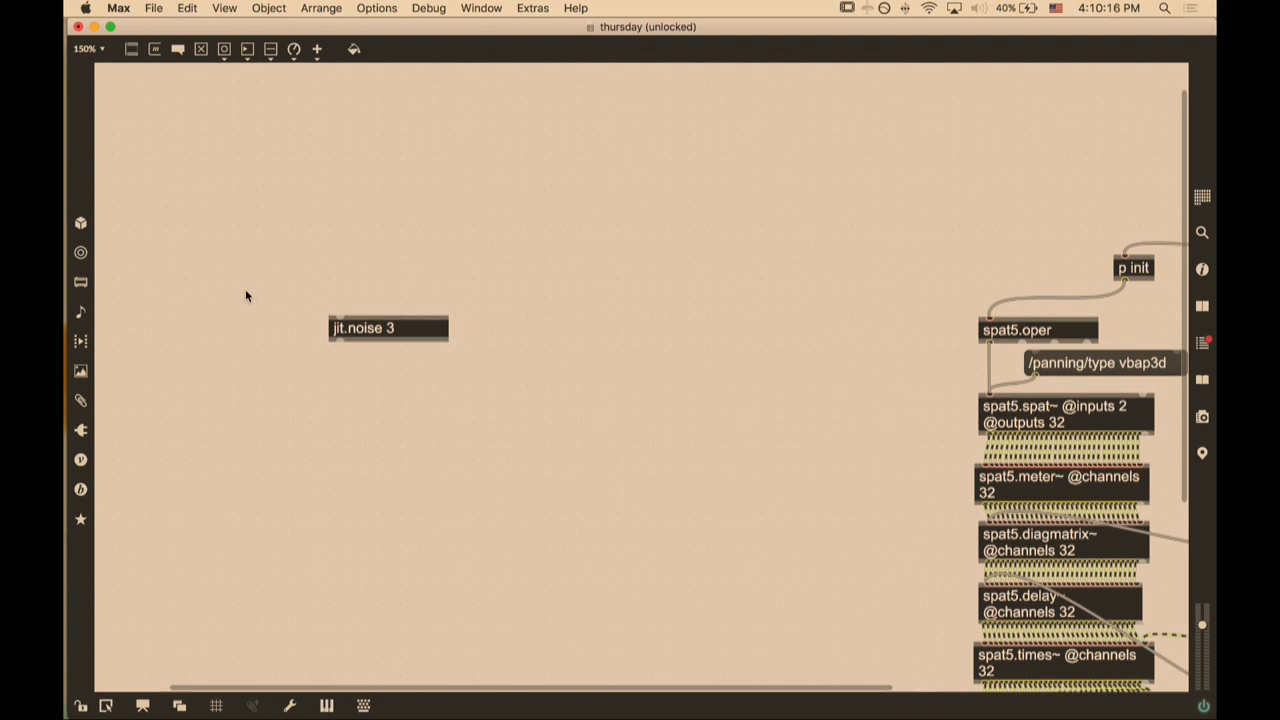 Max File Edit View Object Arrange Options Debug Window Extras Help 40% 4:10:16 PM
thursday (unlocked)
150%
p init
jit.noise 3
spat5.oper
/panning/type vbap3d
spat5.spat~ @inputs 2
@outputs 32
spat5.meter~ @channels
32
spat5.diagmatrix~
@channels 32
spat5.delay~
@channels 32
spat5.times~ @channels
32